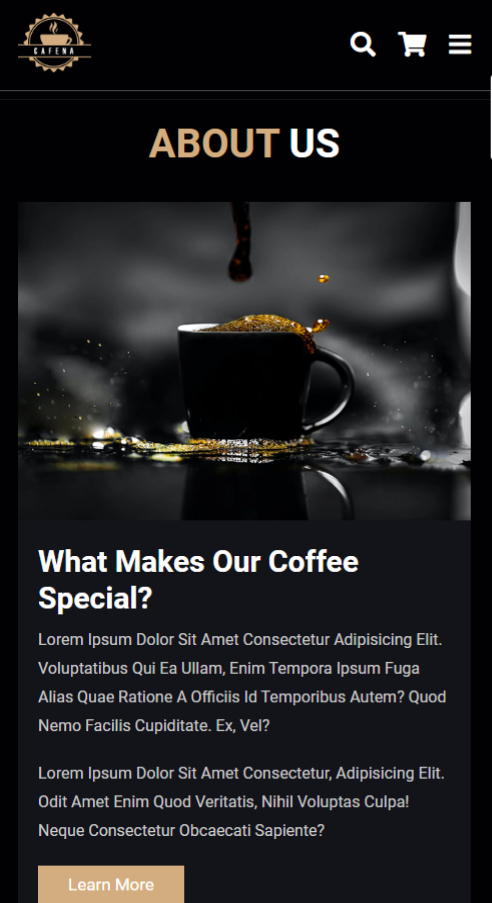 CAFENA
ABOUT US
What Makes Our Coffee
Special?
Lorem Ipsum Dolor Sit Amet Consectetur Adipisicing Elit.
Voluptatibus Qui Ea Ullam, Enim Tempora Ipsum Fuga
Alias Quae Ratione A Officiis Id Temporibus Autem? Quod
Nemo Facilis Cupiditate. Ex, Vel?
Lorem Ipsum Dolor Sit Amet Consectetur, Adipisicing Elit.
Odit Amet Enim Quod Veritatis, Nihil Voluptas Culpa!
Neque Consectetur Obcaecati Sapiente?
Learn More